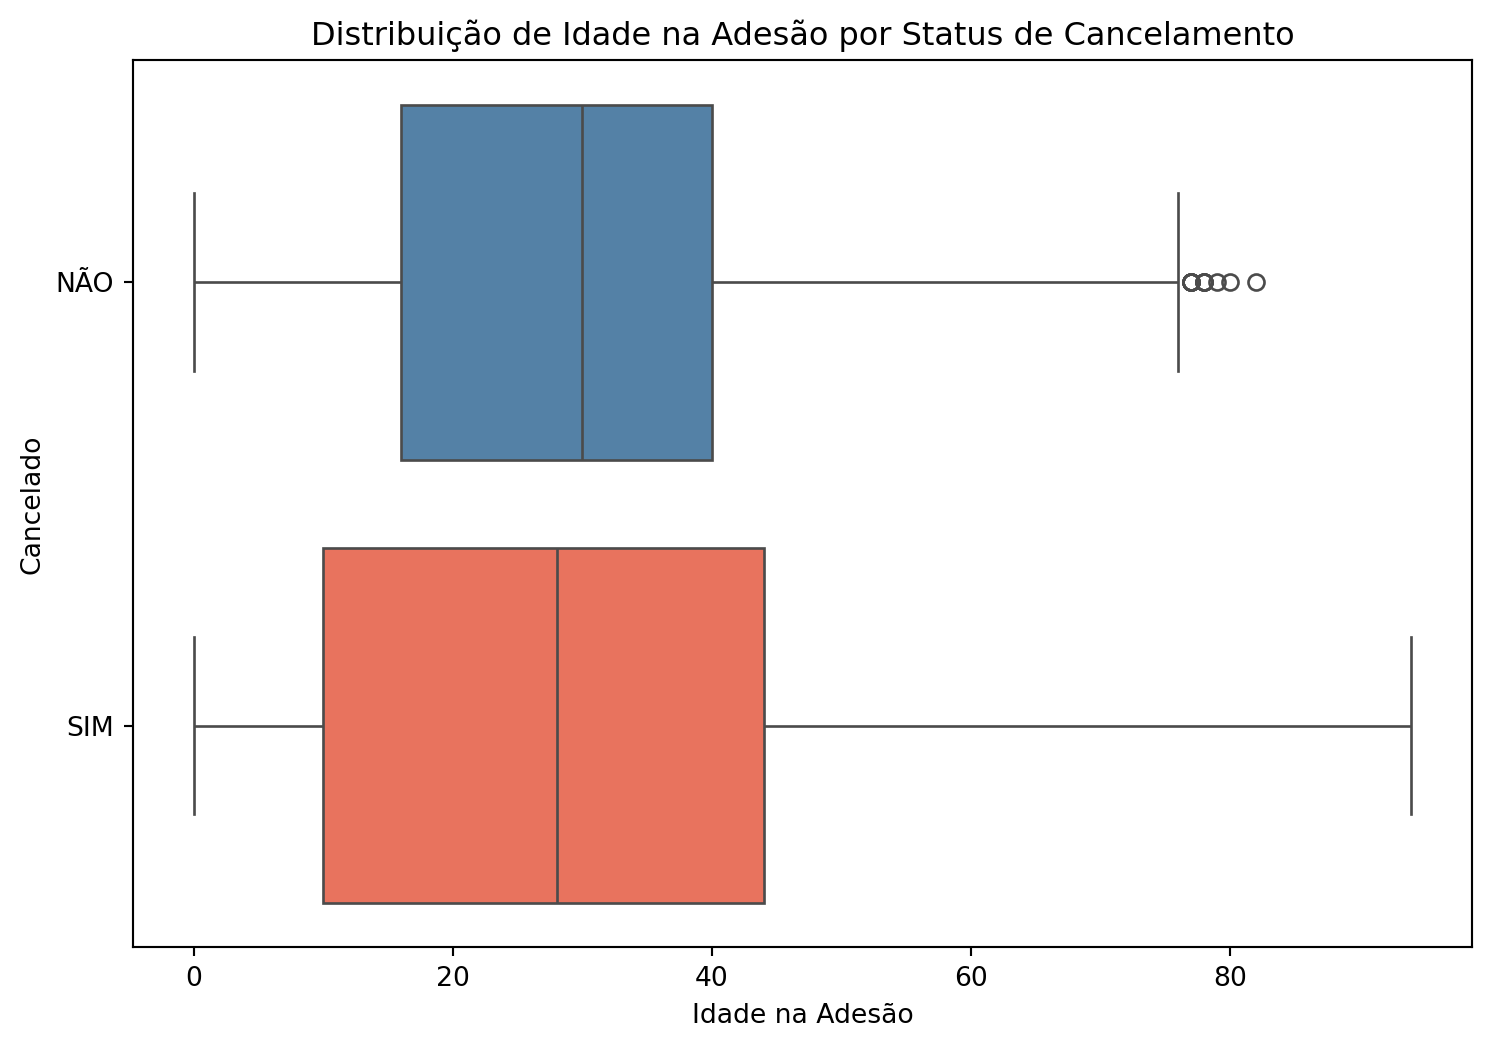 Distribuição de Idade na Adesão por Status de Cancelamento
Cancelado
NÃO
SIM
0 20 40 60 80
Idade na Adesão